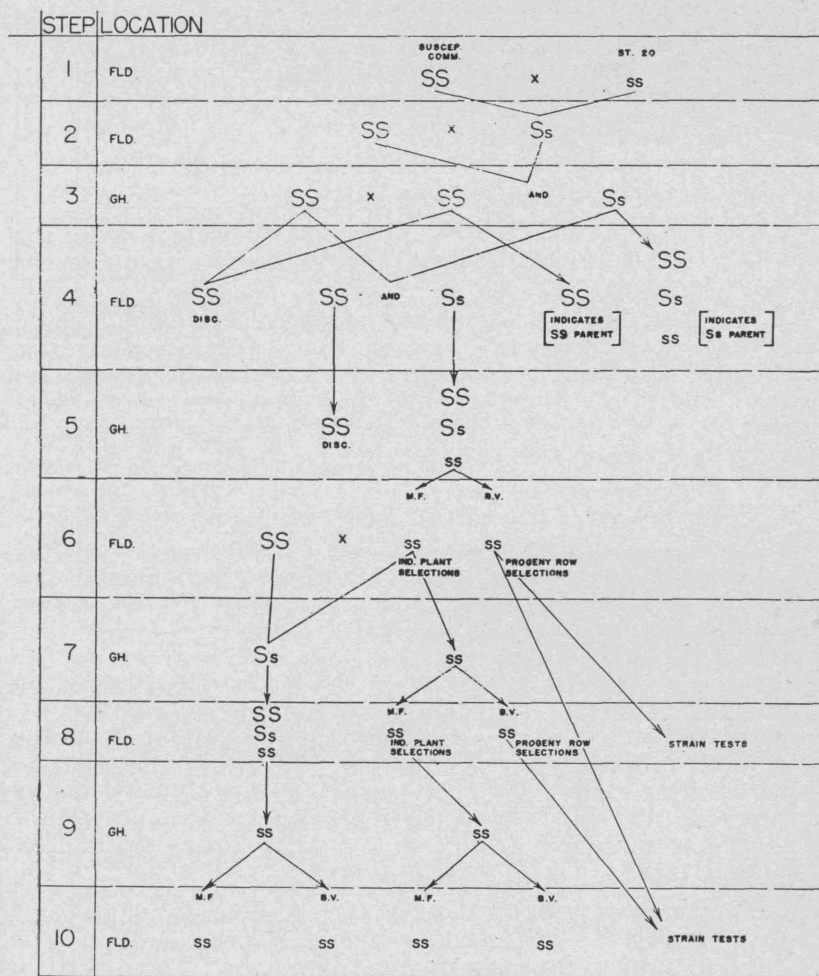 STEP LOCATION
SUSCEP. COMM. ST. 20
1 FLD. SS x ss
2 FLD. SS x Ss
3 GH. SS x SS AND Ss
SS
4 FLD. SS SS AND Ss SS Ss
DISC. [INDICATES SS PARENT] ss [INDICATES Ss PARENT]
SS
5 GH. SS Ss
DISC.
ss
M.F. B.V.
6 FLD. SS x ss ss
IND. PLANT SELECTIONS PROGENY ROW SELECTIONS
7 GH. Ss ss
M.F. B.V.
SS
8 FLD. Ss ss ss STRAIN TESTS
ss IND. PLANT SELECTIONS PROGENY ROW SELECTIONS
9 GH. ss ss
M.F. B.V. M.F. B.V.
10 FLD. ss ss ss ss STRAIN TESTS